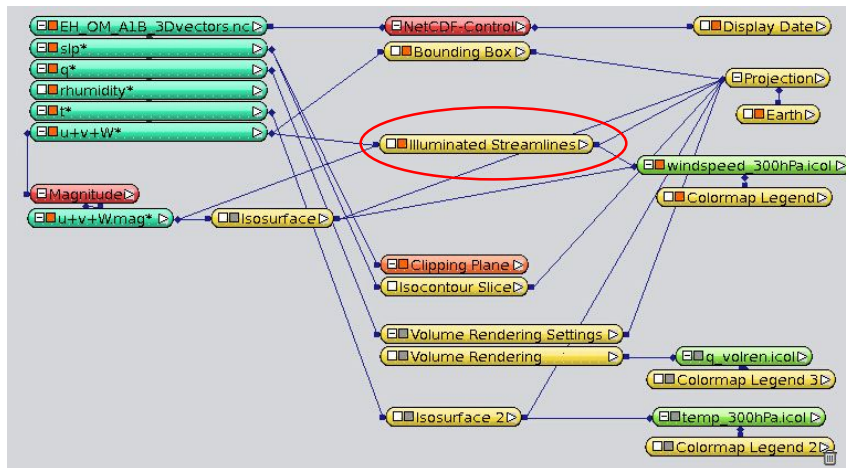 EH_OM_A1B_3Dvectors.nc
NetCDF-Control
Display Date
slp*
Bounding Box
q*
Projection
rhumidity*
Earth
t*
u+v+W*
Illuminated Streamlines
windspeed_300hPa.icol
Magnitude
Colormap Legend
u+v+W.mag*
Isosurface
Clipping Plane
Isocontour Slice
Volume Rendering Settings
Volume Rendering
q_volren.icol
Colormap Legend 3
Isosurface 2
temp_300hPa.icol
Colormap Legend 2